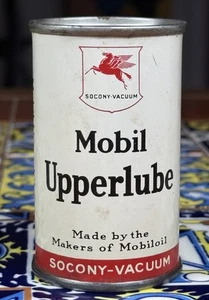 SOCONY-VACUUM
Mobil
Upperlube
Made by the
Makers of Mobiloil
SOCONY-VACUUM